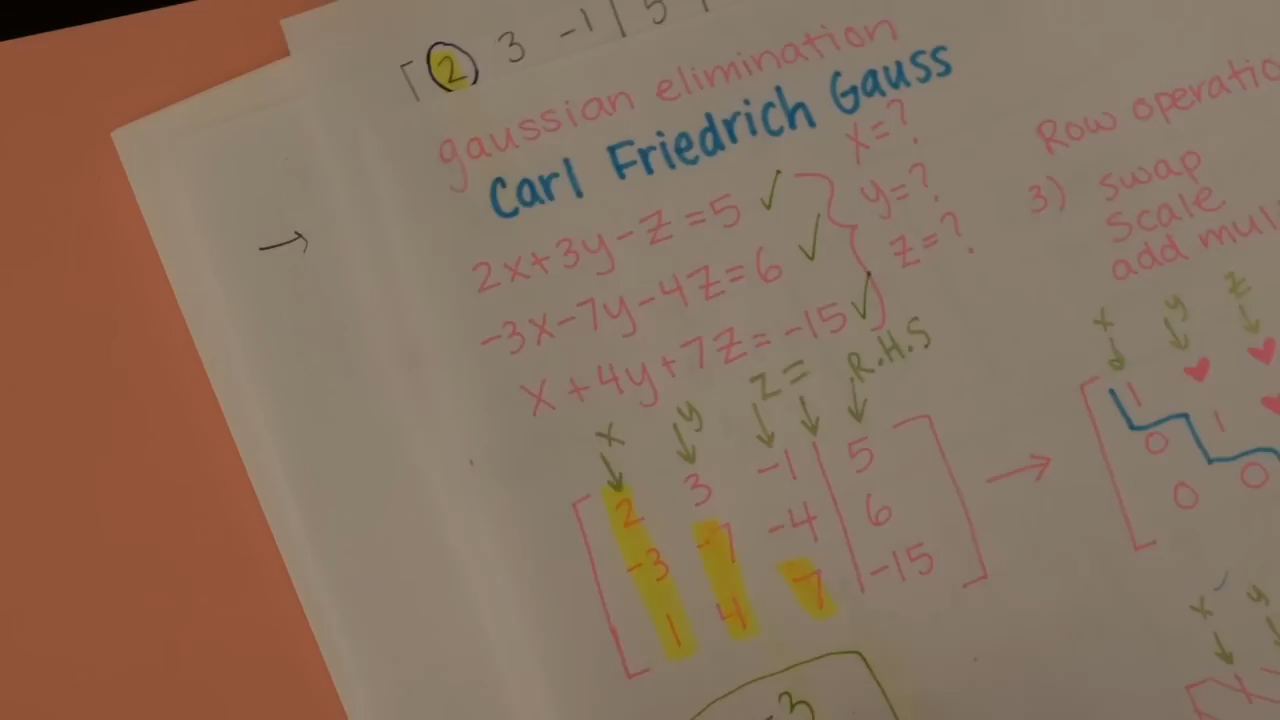 [ 2 3 -1 | 5
gaussian elimination
Carl Friedrich Gauss
2x+3y-z=5 ✓
-3x-7y-4z=6 ✓
x+4y+7z=-15 ✓
x=?
y=?
z=?
x y z = R.H.S
2 3 -1 | 5
-3 -7 -4 | 6
1 4 7 | -15
→
→
Row operatio
3) swap
scale
add mul
x y z
1 ♥ ♥
0 1 ♥
0 0
x y
-3